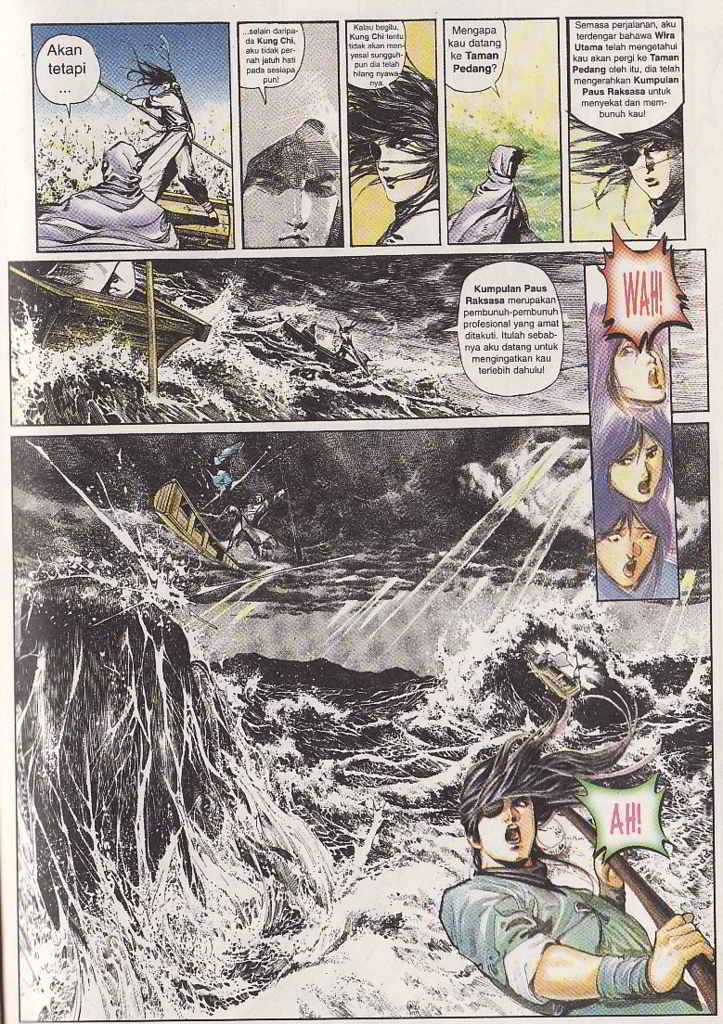 Akan
tetapi
...
...selain daripa-
da Kung Chi,
aku tidak per-
nah jatuh hati
pada sesiapa
pun!
Kalau begitu,
Kung Chi tentu
tidak akan men-
yesal sungguh-
pun dia telah
hilang nyawa-
nya.
Mengapa
kau datang
ke Taman
Pedang?
Semasa perjalanan, aku
terdengar bahawa Wira
Utama telah mengetahui
kau akan pergi ke Taman
Pedang oleh itu, dia telah
mengerahkan Kumpulan
Paus Raksasa untuk
menyekat dan mem-
bunuh kau!
Kumpulan Paus
Raksasa merupakan
pembunuh-pembunuh
profesional yang amat
ditakuti. Itulah sebab-
nya aku datang untuk
mengingatkan kau
terlebih dahulu!
WAH!
AH!